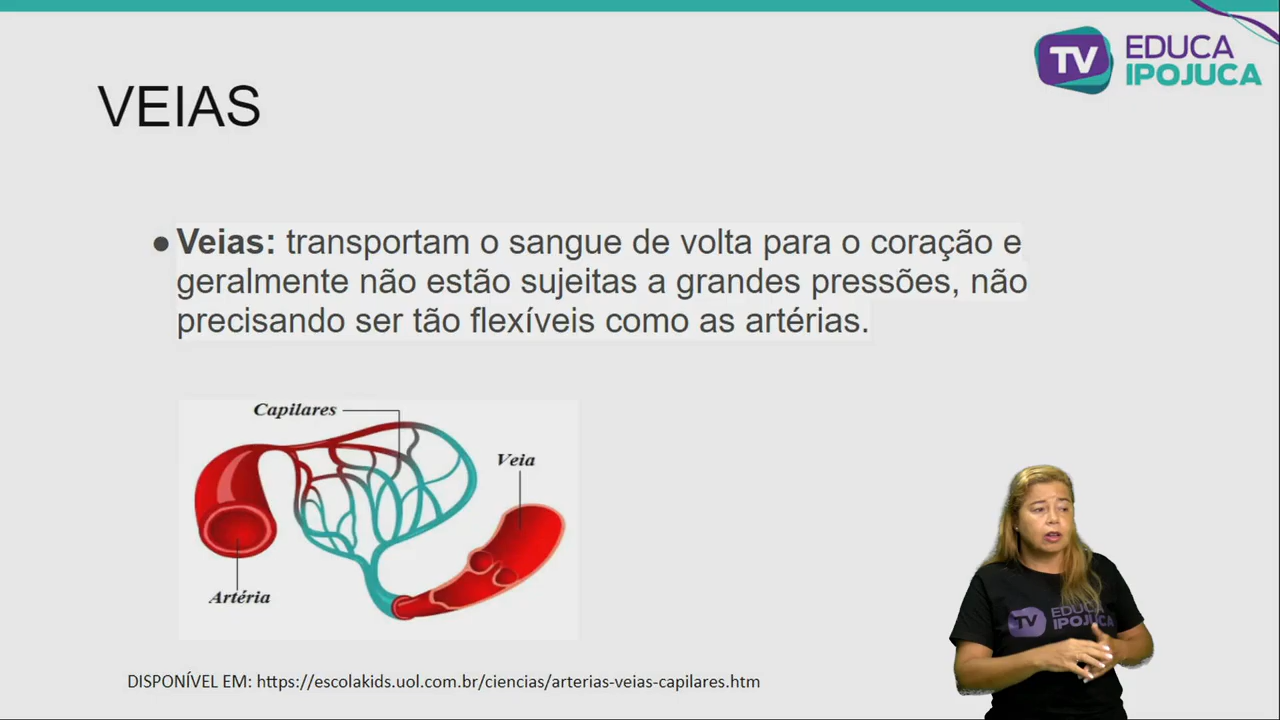 TV EDUCA
IPOJUCA
VEIAS
● Veias: transportam o sangue de volta para o coração e
geralmente não estão sujeitas a grandes pressões, não
precisando ser tão flexíveis como as artérias.
Capilares
Veia
Artéria
TV EDUCA
IPOJUCA
DISPONÍVEL EM: https://escolakids.uol.com.br/ciencias/arterias-veias-capilares.htm